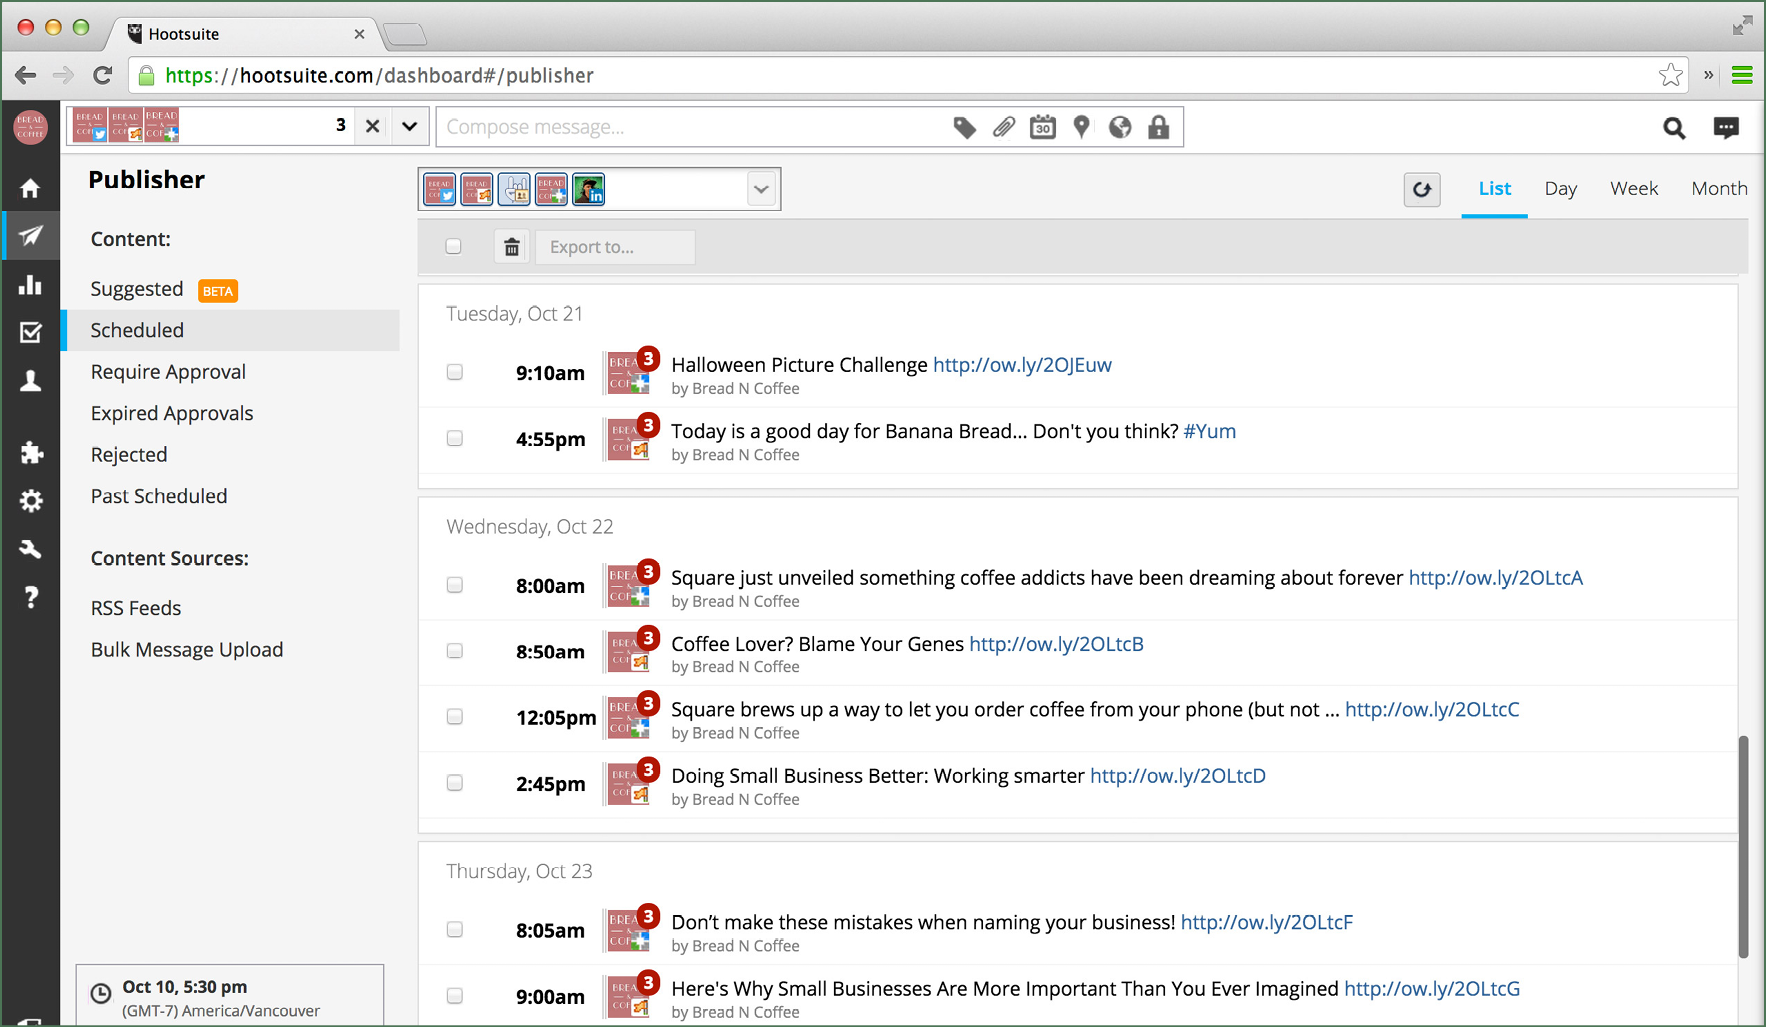 Hootsuite
https://hootsuite.com/dashboard#/publisher
BREAD & COFFEE
3
Compose message...
30
Publisher
List Day Week Month
Content:
Export to...
Suggested BETA
Scheduled
Require Approval
Expired Approvals
Rejected
Past Scheduled
Content Sources:
RSS Feeds
Bulk Message Upload
Oct 10, 5:30 pm
(GMT-7) America/Vancouver
Tuesday, Oct 21
9:10am 3 Halloween Picture Challenge http://ow.ly/2OJEuw
by Bread N Coffee
4:55pm 3 Today is a good day for Banana Bread... Don't you think? #Yum
by Bread N Coffee
Wednesday, Oct 22
8:00am 3 Square just unveiled something coffee addicts have been dreaming about forever http://ow.ly/2OLtcA
by Bread N Coffee
8:50am 3 Coffee Lover? Blame Your Genes http://ow.ly/2OLtcB
by Bread N Coffee
12:05pm 3 Square brews up a way to let you order coffee from your phone (but not ... http://ow.ly/2OLtcC
by Bread N Coffee
2:45pm 3 Doing Small Business Better: Working smarter http://ow.ly/2OLtcD
by Bread N Coffee
Thursday, Oct 23
8:05am 3 Don’t make these mistakes when naming your business! http://ow.ly/2OLtcF
by Bread N Coffee
9:00am 3 Here's Why Small Businesses Are More Important Than You Ever Imagined http://ow.ly/2OLtcG
by Bread N Coffee